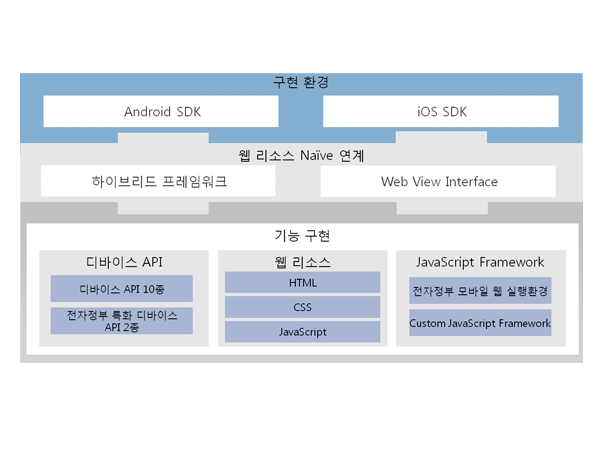 구현 환경
Android SDK
iOS SDK
웹 리소스 Naïve 연계
하이브리드 프레임워크
Web View Interface
기능 구현
디바이스 API
디바이스 API 10종
전자정부 특화 디바이스
API 2종
웹 리소스
HTML
CSS
JavaScript
JavaScript Framework
전자정부 모바일 웹 실행환경
Custom JavaScript Framework